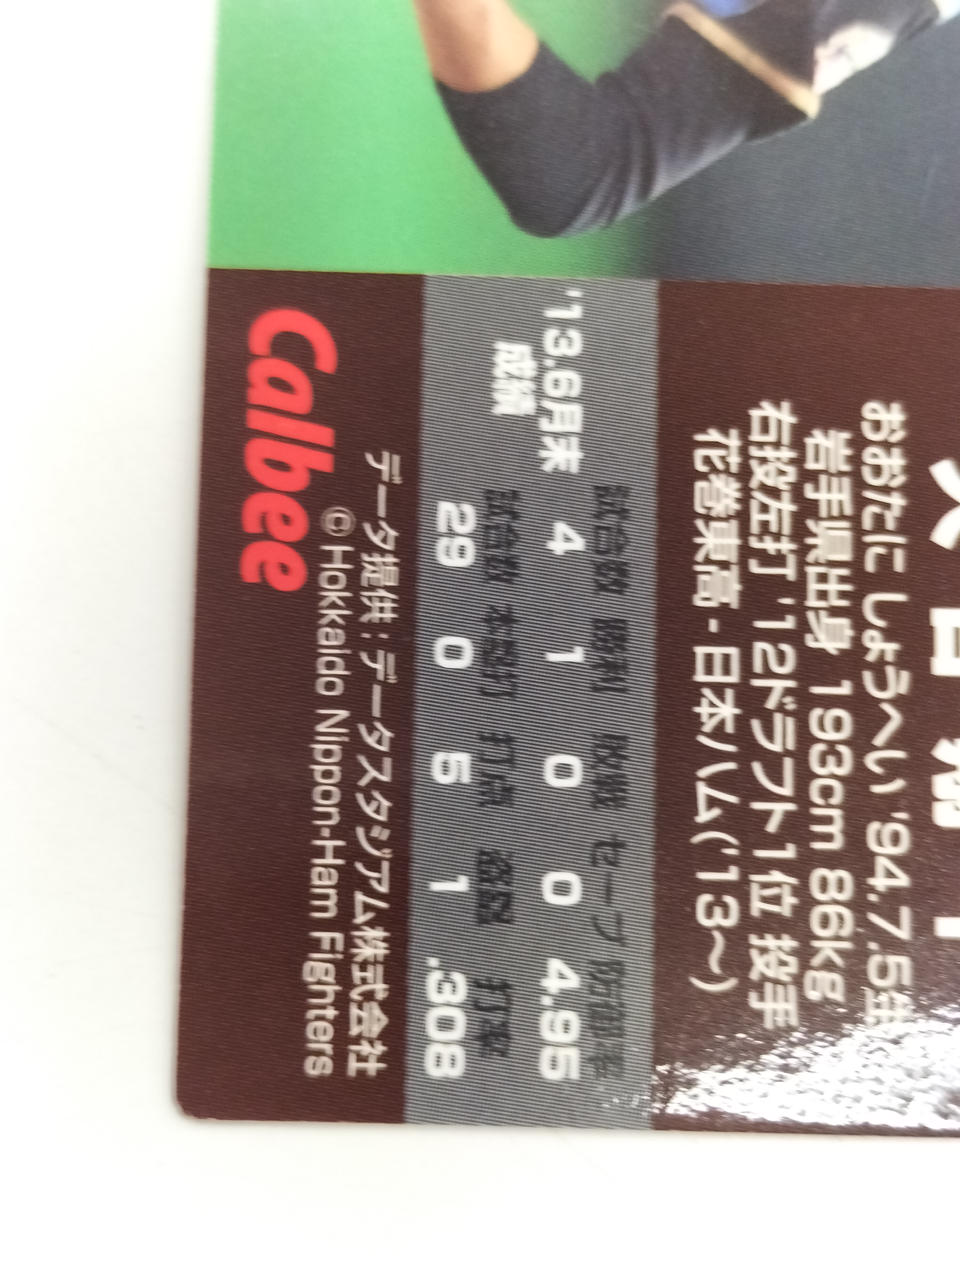 おおたに しょうへい '94.7.5生
岩手県出身 193cm 86kg
右投左打 '12ドラフト1位 投手
花巻東高-日本ハム('13〜)
試合数 勝利 敗戦 セーブ 防御率
'13.6月末 4 1 0 0 4.95
成績 試合数 本塁打 打点 盗塁 打率
29 0 5 1 .308
データ提供:データスタジアム株式会社
©Hokkaido Nippon-Ham Fighters
Calbee